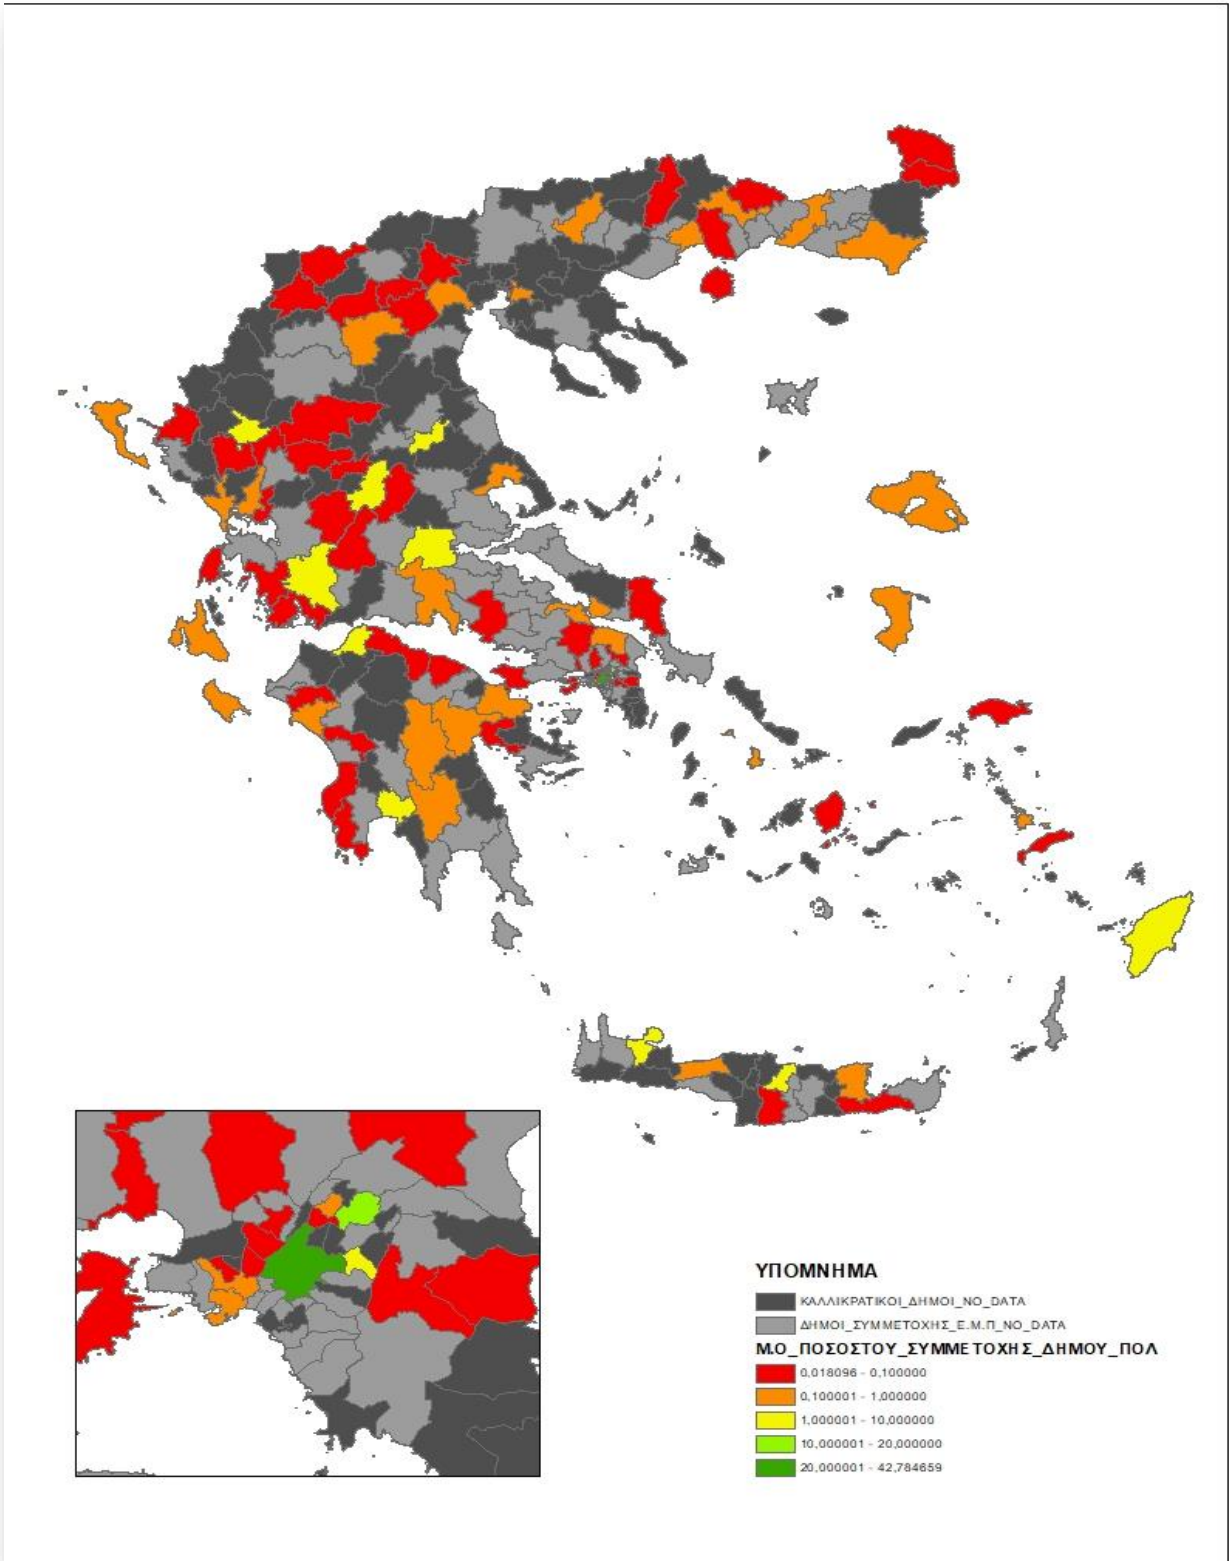 ΥΠΟΜΝΗΜΑ
ΚΑΛΛΙΚΡΑΤΙΚΟΙ_ΔΗΜΟΙ_NO_DATA
ΔΗΜΟΙ_ΣΥΜΜΕΤΟΧΗΣ_Ε.Μ.Π_NO_DATA
Μ.Ο_ΠΟΣΟΣΤΟΥ_ΣΥΜΜΕΤΟΧΗΣ_ΔΗΜΟΥ_ΠΟΛ
0,018096 - 0,100000
0,100001 - 1,000000
1,000001 - 10,000000
10,000001 - 20,000000
20,000001 - 42,784659